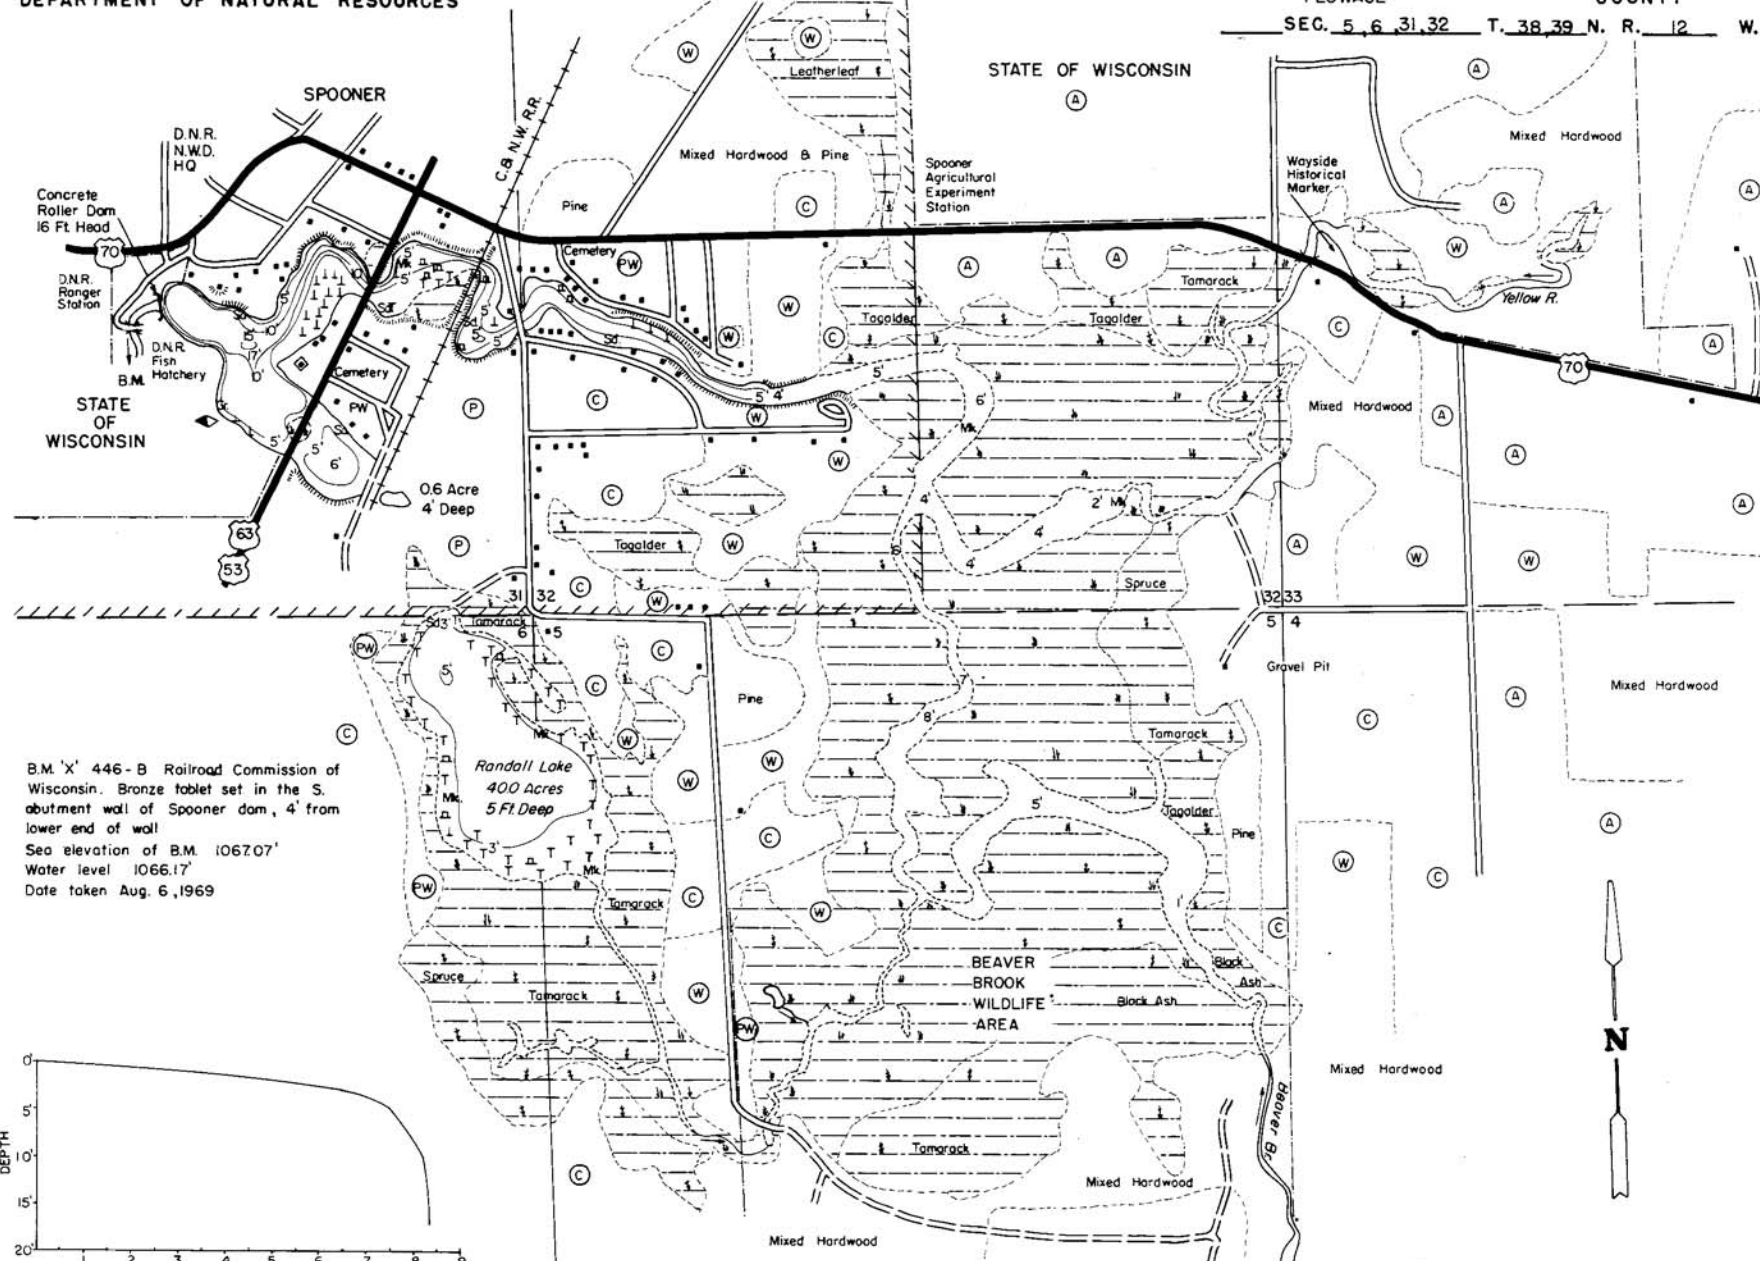 DEPARTMENT OF NATURAL RESOURCES
FLOWAGE
COUNTY
SEC. 5,6,31,32 T. 38,39 N. R. 12 W.
STATE OF WISCONSIN
SPOONER
D.N.R.
N.W.D.
HQ
C.& N.W. R.R.
Leatherleaf
Mixed Hardwood & Pine
Mixed Hardwood
Concrete
Roller Dam
16 Ft Head
70
Pine
Spooner
Agricultural
Experiment
Station
Wayside
Historical
Marker
Cemetery
PW
D.N.R.
Ranger
Station
Tamarack
Yellow R.
Tagalder
Tagalder
D.N.R.
Fish
Hatchery
B.M.
Cemetery
PW
STATE
OF
WISCONSIN
70
Mixed Hardwood
0.6 Acre
4' Deep
63
53
Tagalder
Spruce
31 32
6 5
32 33
5 4
Tamarack
Gravel Pit
Pine
Mixed Hardwood
Tamarack
Randall Lake
400 Acres
5 Ft. Deep
B.M. 'X' 446-B Railroad Commission of
Wisconsin. Bronze tablet set in the S.
abutment wall of Spooner dam, 4' from
lower end of wall
Sea elevation of B.M. 1067.07'
Water level 1066.17'
Date taken Aug. 6, 1969
Tagalder
Pine
Tamarack
Spruce
Tamarack
BEAVER
BROOK
WILDLIFE
AREA
Black
Ash
Black Ash
N
Mixed Hardwood
Beaver Br.
Tamarack
Mixed Hardwood
Mixed Hardwood
DEPTH
0'
5'
10'
15'
20'
1 2 3 4 5 6 7 8 9